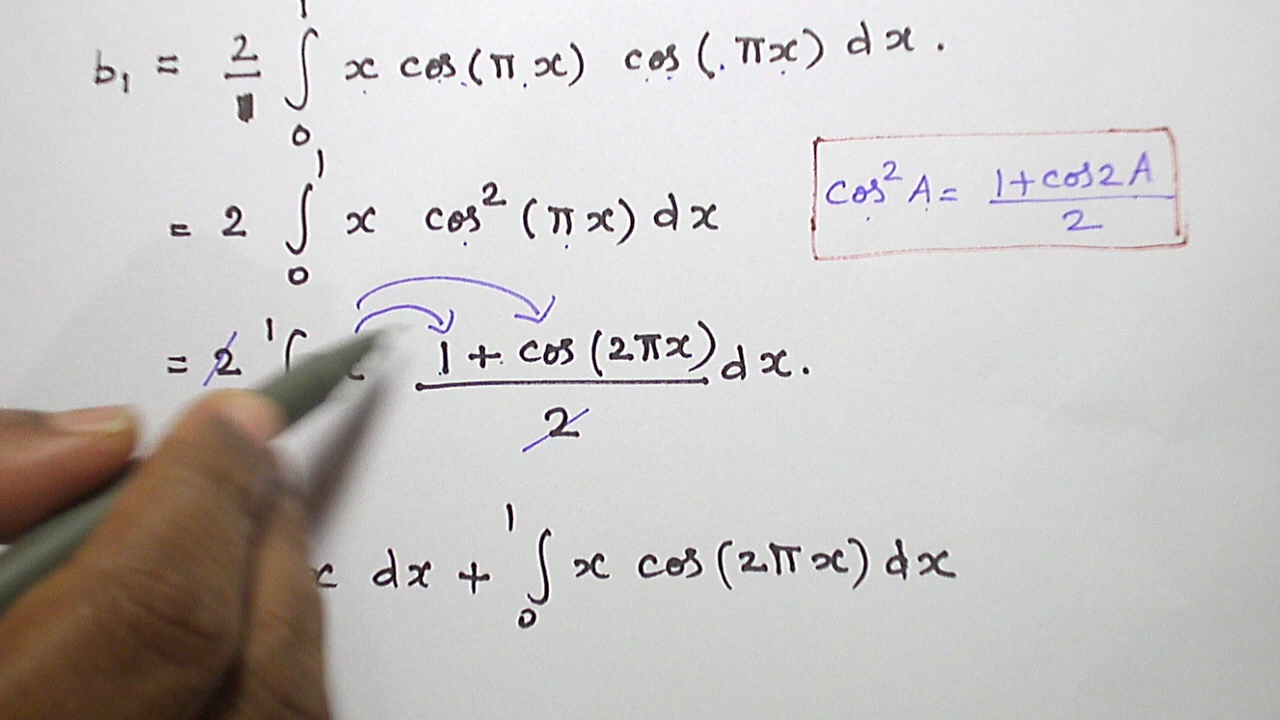 b₁ = 2/1 ∫₀¹ x cos(πx) cos(πx) dx.
= 2 ∫₀¹ x cos²(πx) dx
cos²A = (1+cos2A)/2
= 2 ∫ ¹ (1 + cos(2πx))/2 dx.
x dx + ∫₀¹ x cos(2πx) dx